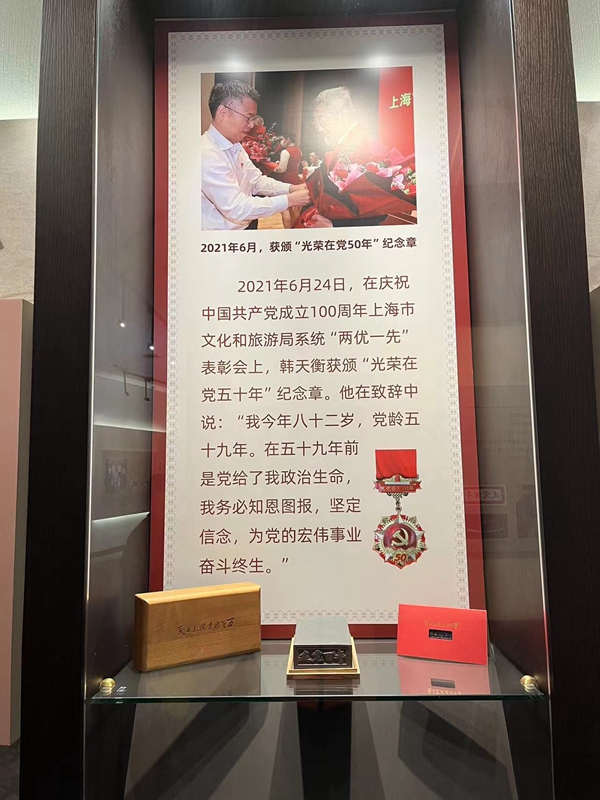 上海
2021年6月，获颁“光荣在党50年”纪念章
2021年6月24日，在庆祝
中国共产党成立100周年上海市
文化和旅游局系统“两优一先”
表彰会上，韩天衡获颁“光荣在
党五十年”纪念章。他在致辞中
说：“我今年八十二岁，党龄五
十九年。在五十九年前
是党给了我政治生命，
我务必知恩图报，坚定
信念，为党的宏伟事业
奋斗终生。”
50